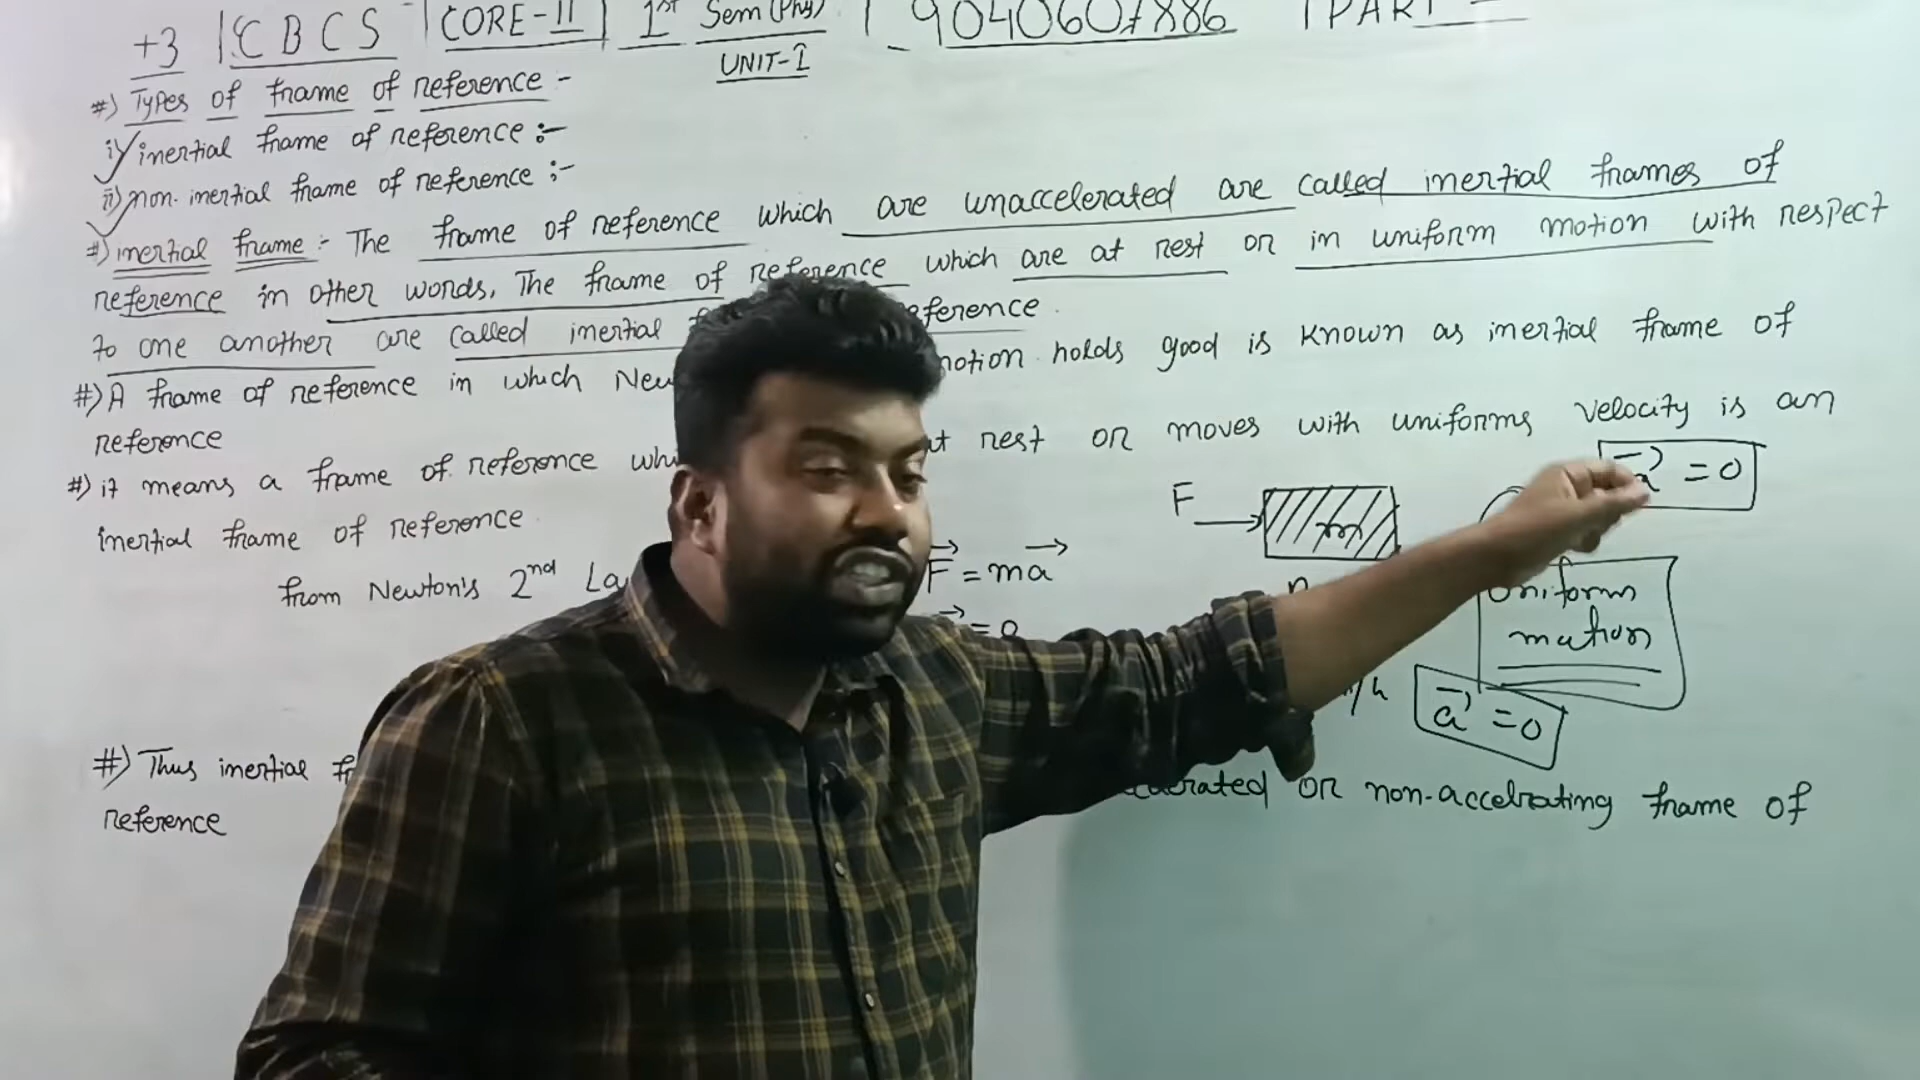 +3 | CBCS | CORE-II | 1st Sem (Phy) | 9040607886 | PART
UNIT-I
#) Types of frame of reference :-
i) inertial frame of reference :-
ii) non-inertial frame of reference :-
#) inertial frame :- The frame of reference which are unaccelerated are called inertial frames of
reference in other words, The frame of reference which are at rest or in uniform motion with respect
to one another are called inertial reference.
#) A frame of reference in which motion holds good is known as inertial frame of
reference
#) it means a frame of reference at rest or moves with uniforms velocity is an
inertial frame of reference
a = 0
F
m
from Newton's 2nd F = ma
= 0
uniform
motion
a = 0
#) Thus inertial or non-accelrating frame of
reference